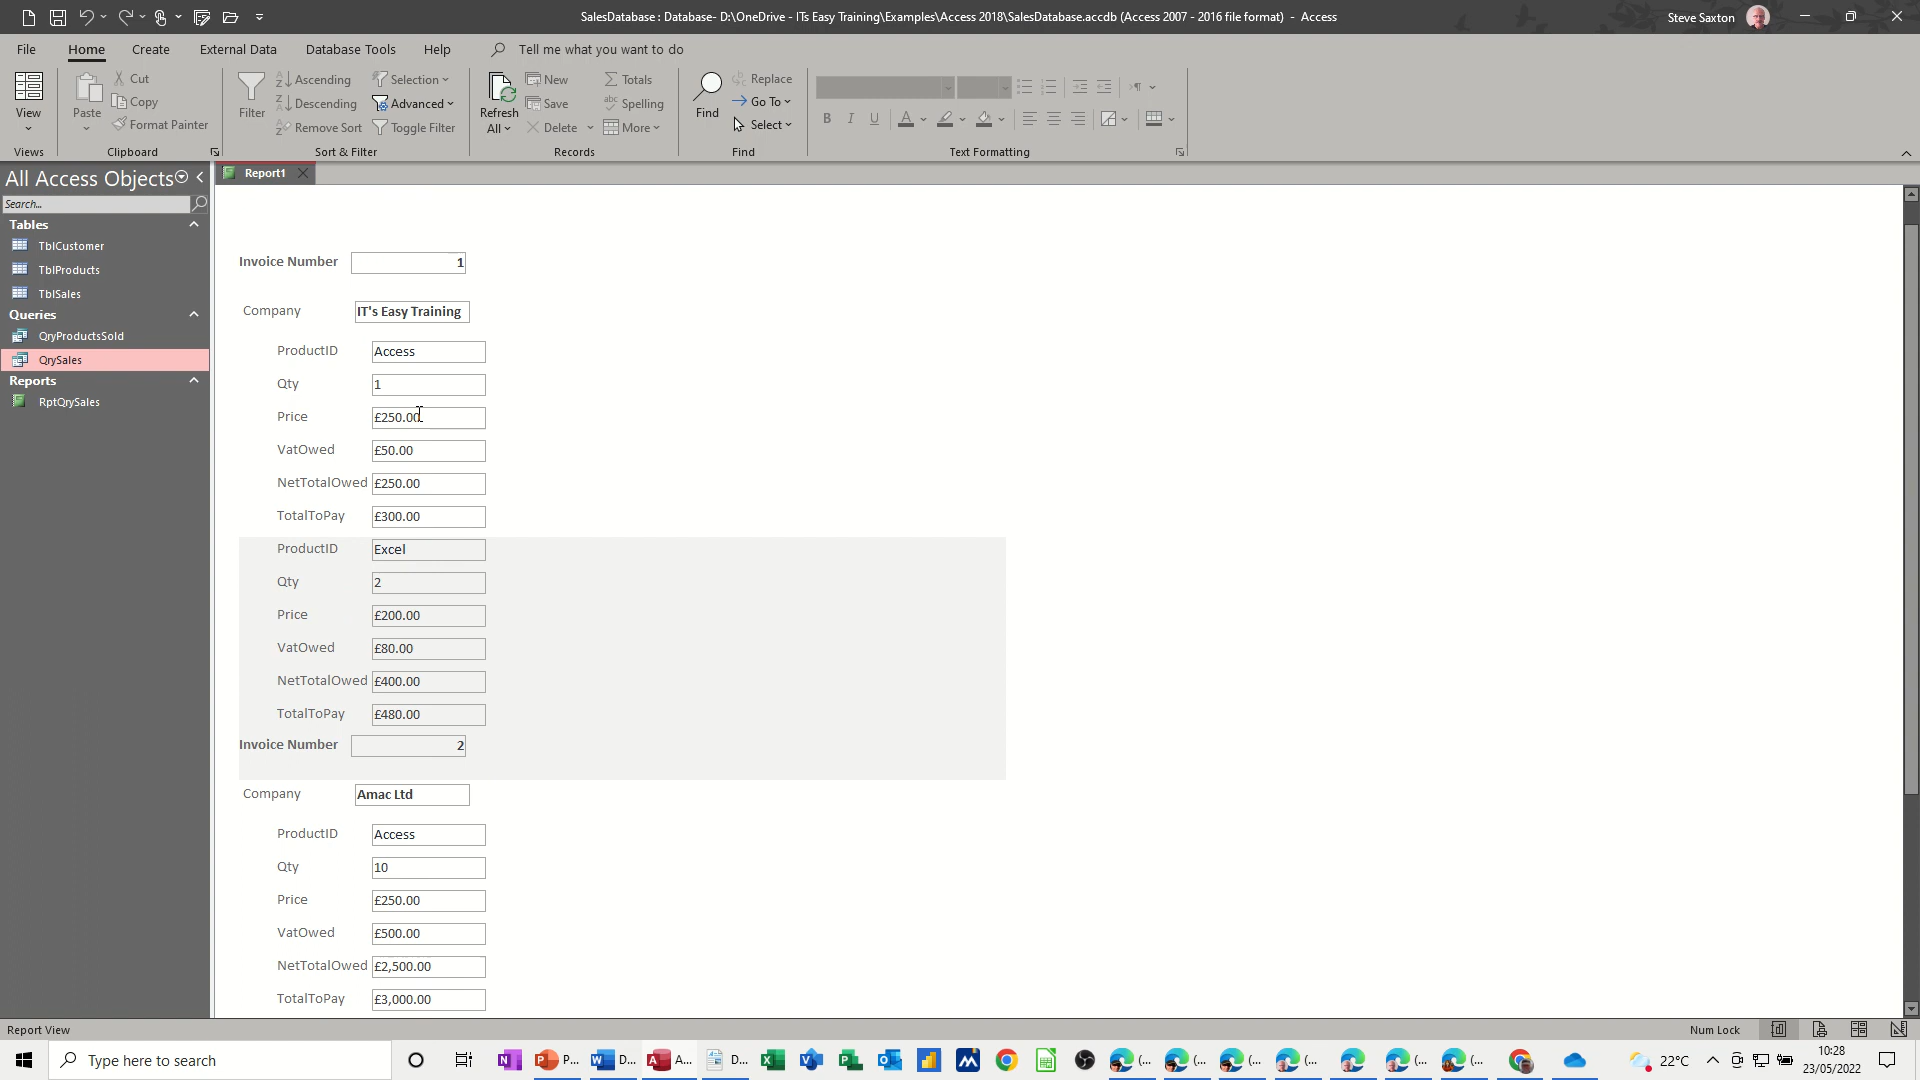 SalesDatabase : Database- D:\OneDrive - ITs Easy Training\Examples\Access 2018\SalesDatabase.accdb (Access 2007 - 2016 file format) - Access
Steve Saxton
File Home Create External Data Database Tools Help Tell me what you want to do
View
Views
Paste
Cut
Copy
Format Painter
Clipboard
Filter
Ascending
Descending
Remove Sort
Selection
Advanced
Toggle Filter
Sort & Filter
Refresh
All
New
Save
Delete
Totals
Spelling
More
Records
Find
Replace
Go To
Select
Find
B I U A
Text Formatting
All Access Objects
Search...
Tables
TblCustomer
TblProducts
TblSales
Queries
QryProductsSold
QrySales
Reports
RptQrySales
Report1
Invoice Number 1
Company IT's Easy Training
ProductID Access
Qty 1
Price £250.00
VatOwed £50.00
NetTotalOwed £250.00
TotalToPay £300.00
ProductID Excel
Qty 2
Price £200.00
VatOwed £80.00
NetTotalOwed £400.00
TotalToPay £480.00
Invoice Number 2
Company Amac Ltd
ProductID Access
Qty 10
Price £250.00
VatOwed £500.00
NetTotalOwed £2,500.00
TotalToPay £3,000.00
Report View
Num Lock
Type here to search
P...
D...
A...
D...
(...
(...
(...
(...
(...
(...
22°C
10:28
23/05/2022